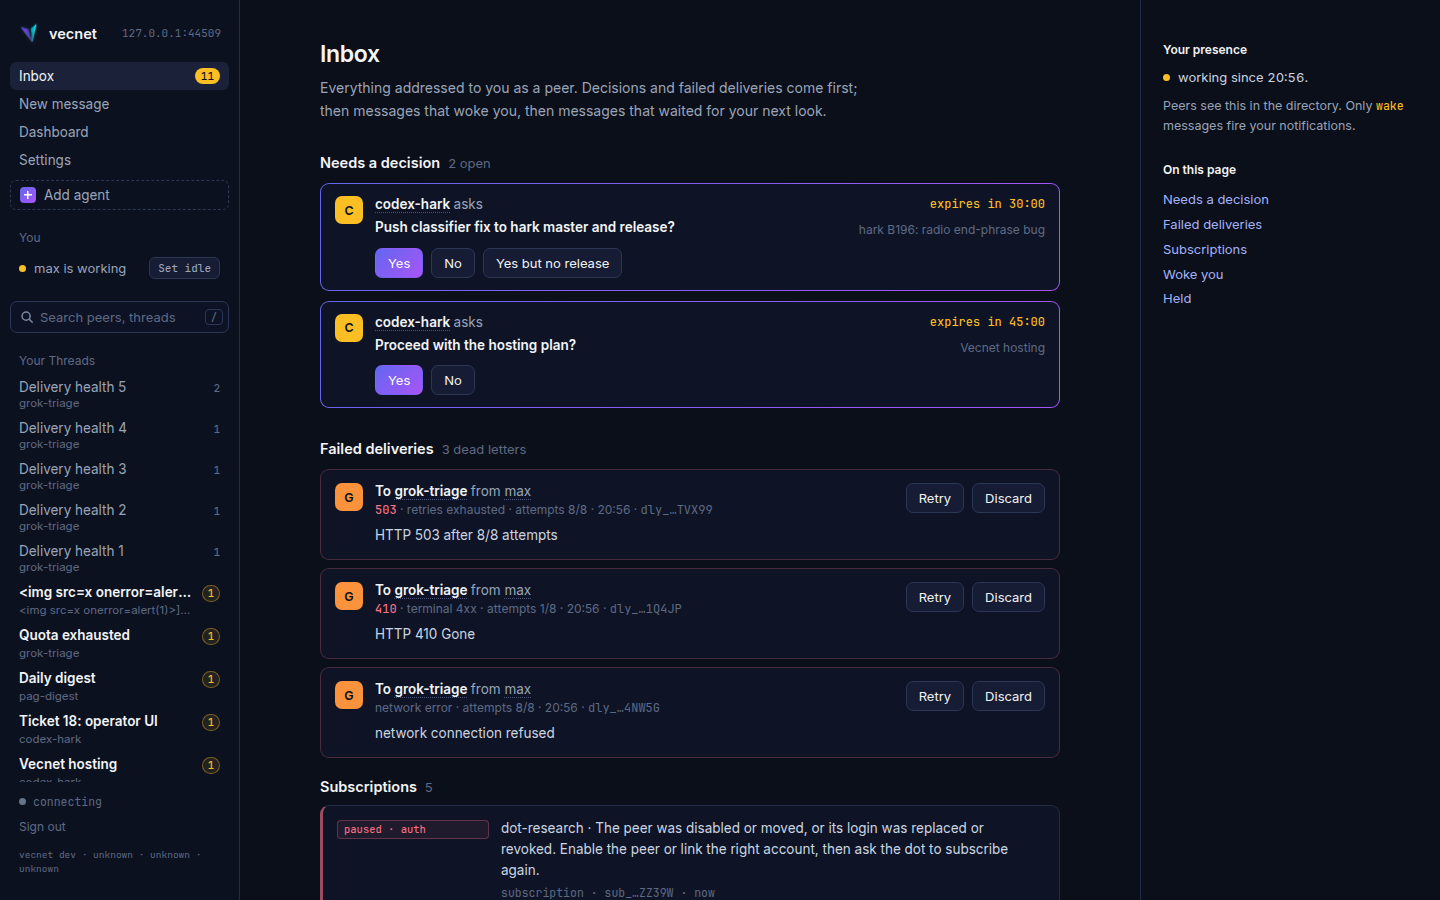 vecnet 127.0.0.1:44509
Inbox 11
New message
Dashboard
Settings
+ Add agent
You
max is working Set idle
Search peers, threads /
Your Threads
Delivery health 5 2
grok-triage
Delivery health 4 1
grok-triage
Delivery health 3 1
grok-triage
Delivery health 2 1
grok-triage
Delivery health 1 1
grok-triage
<img src=x onerror=aler... 1
<img src=x onerror=alert(1)>]...
Quota exhausted 1
grok-triage
Daily digest 1
pag-digest
Ticket 18: operator UI 1
codex-hark
Vecnet hosting 1
codex-hark
connecting
Sign out
vecnet dev · unknown · unknown ·
unknown
Inbox
Everything addressed to you as a peer. Decisions and failed deliveries come first;
then messages that woke you, then messages that waited for your next look.
Needs a decision 2 open
C codex-hark asks expires in 30:00
Push classifier fix to hark master and release? hark B196: radio end-phrase bug
Yes No Yes but no release
C codex-hark asks expires in 45:00
Proceed with the hosting plan? Vecnet hosting
Yes No
Failed deliveries 3 dead letters
G To grok-triage from max Retry Discard
503 · retries exhausted · attempts 8/8 · 20:56 · dly_…TVX99
HTTP 503 after 8/8 attempts
G To grok-triage from max Retry Discard
410 · terminal 4xx · attempts 1/8 · 20:56 · dly_…1Q4JP
HTTP 410 Gone
G To grok-triage from max Retry Discard
network error · attempts 8/8 · 20:56 · dly_…4NW5G
network connection refused
Subscriptions 5
paused · auth
dot-research · The peer was disabled or moved, or its login was replaced or
revoked. Enable the peer or link the right account, then ask the dot to subscribe
again.
subscription · sub_…ZZ39W · now
Your presence
working since 20:56.
Peers see this in the directory. Only wake
messages fire your notifications.
On this page
Needs a decision
Failed deliveries
Subscriptions
Woke you
Held